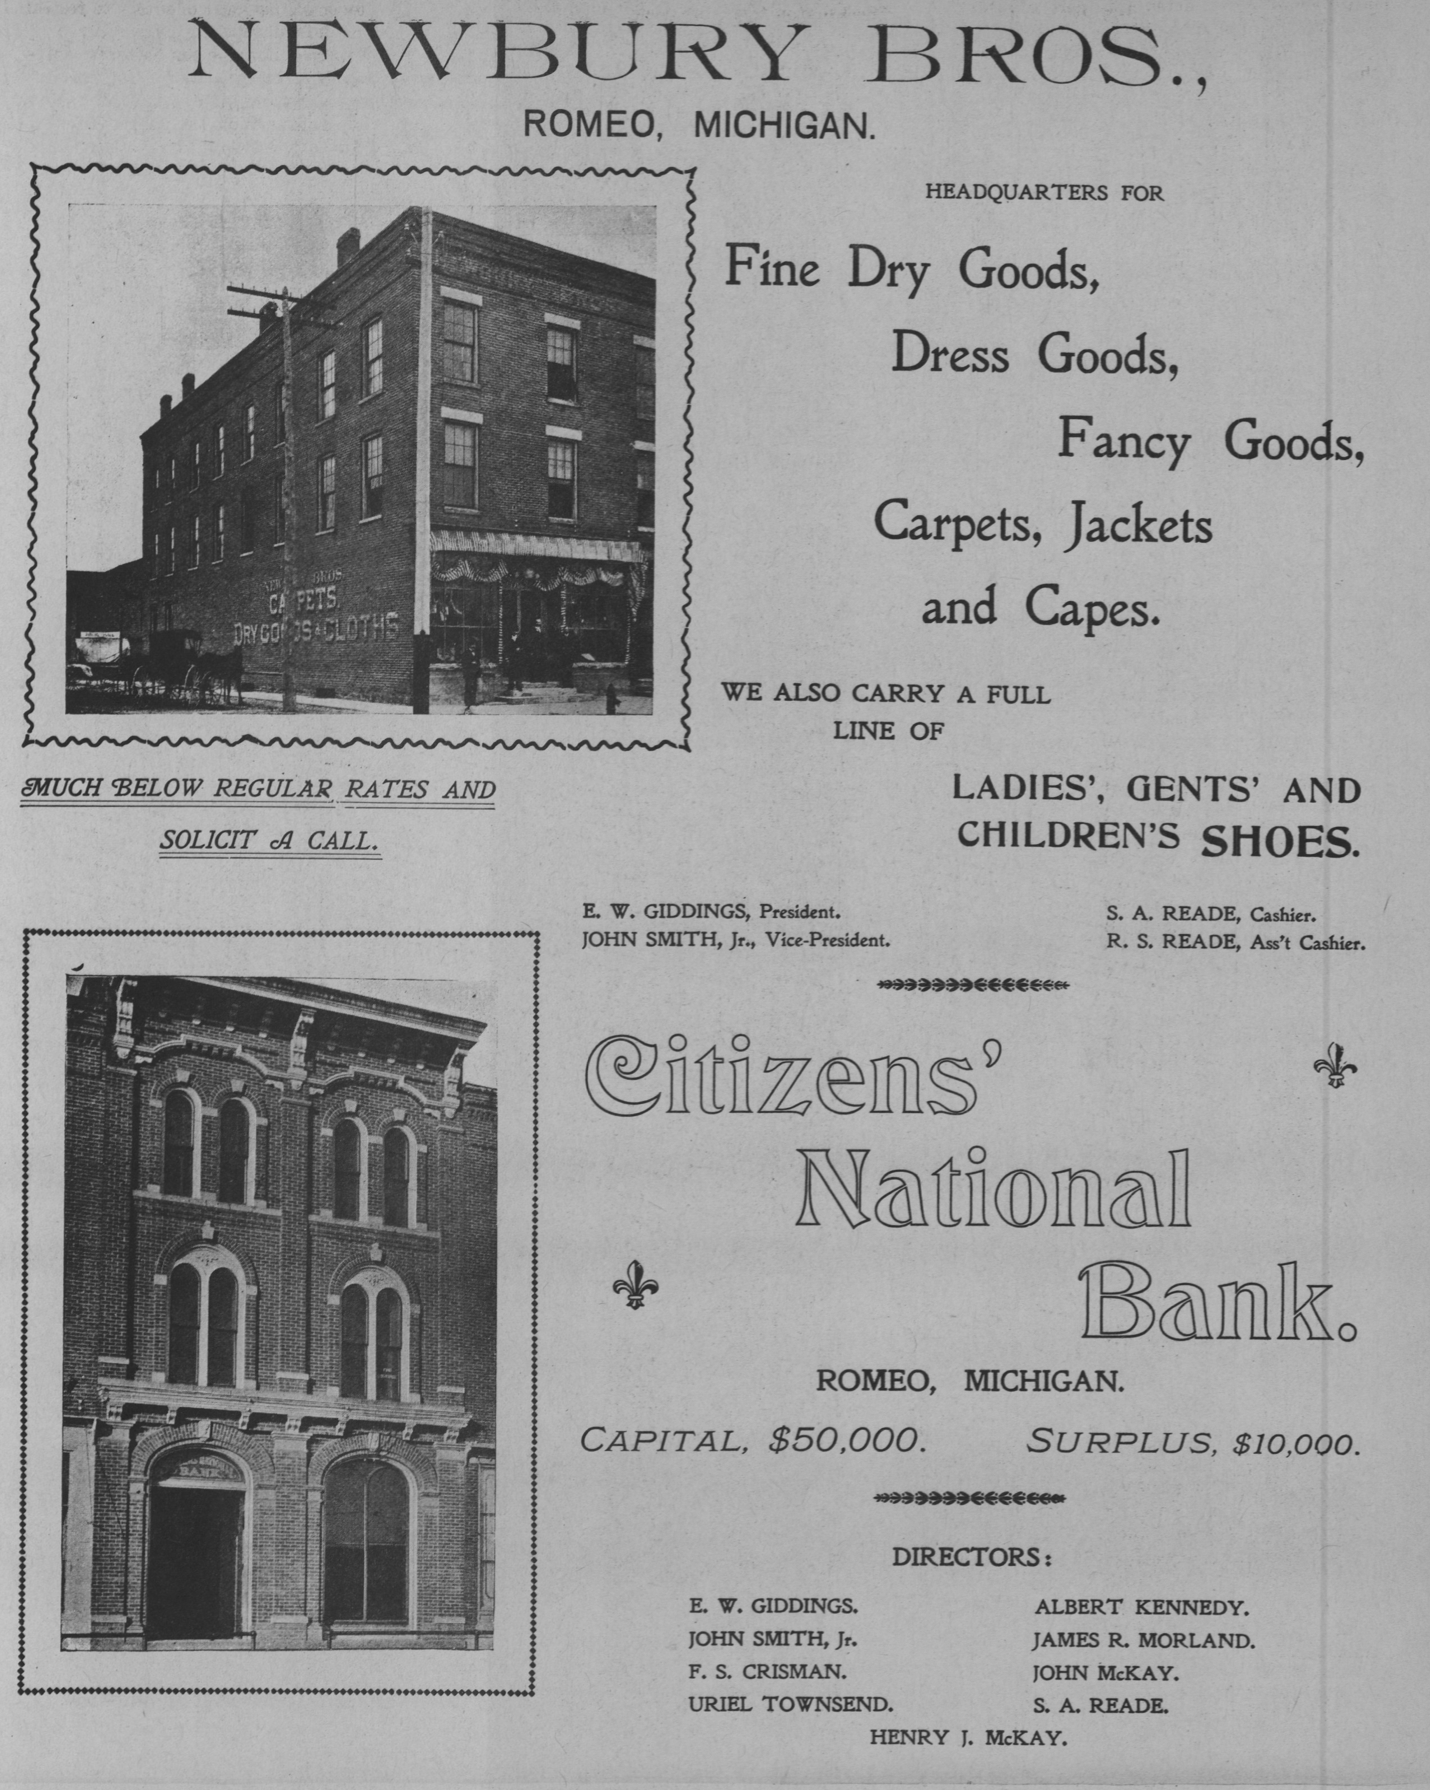 NEWBURY BROS.,
ROMEO, MICHIGAN.
HEADQUARTERS FOR
Fine Dry Goods,
Dress Goods,
Fancy Goods,
Carpets, Jackets
and Capes.
BROS
CA PETS.
DRY GO DS & CLOTHS
WE ALSO CARRY A FULL
LINE OF
LADIES', GENTS' AND
CHILDREN'S SHOES.
MUCH BELOW REGULAR RATES AND
SOLICIT A CALL.
E. W. GIDDINGS, President.
JOHN SMITH, Jr., Vice-President.
S. A. READE, Cashier.
R. S. READE, Ass't Cashier.
Citizens'
National
Bank.
ROMEO, MICHIGAN.
CAPITAL, $50,000. SURPLUS, $10,000.
BANK
DIRECTORS:
E. W. GIDDINGS.
JOHN SMITH, Jr.
F. S. CRISMAN.
URIEL TOWNSEND.
ALBERT KENNEDY.
JAMES R. MORLAND.
JOHN McKAY.
S. A. READE.
HENRY J. McKAY.